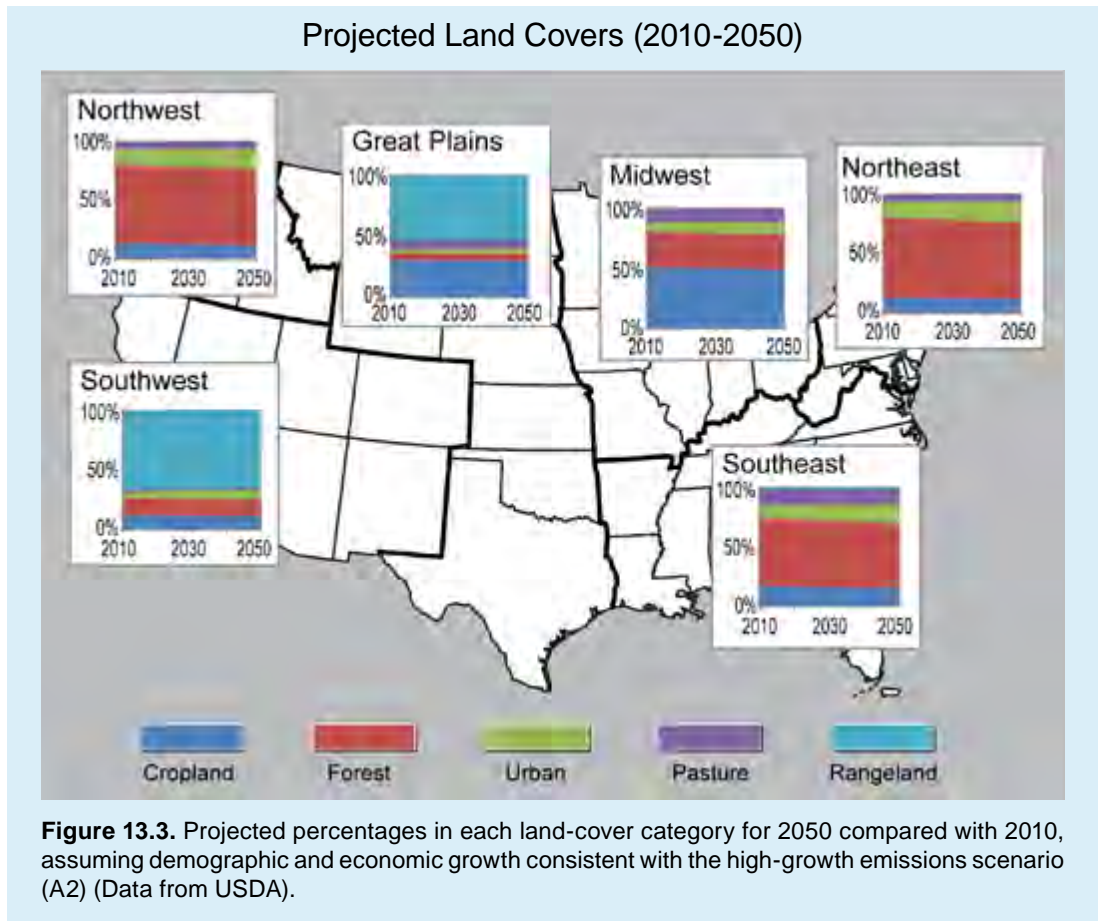 Projected Land Covers (2010-2050)
Northwest
100%
50%
0%
2010 2030 2050
Great Plains
100%
50%
0%
2010 2030 2050
Midwest
100%
50%
0%
2010 2030 2050
Northeast
100%
50%
0%
2010 2030 2050
Southwest
100%
50%
0%
2010 2030 2050
Southeast
100%
50%
0%
2010 2030 2050
Cropland Forest Urban Pasture Rangeland
Figure 13.3. Projected percentages in each land-cover category for 2050 compared with 2010,
assuming demographic and economic growth consistent with the high-growth emissions scenario
(A2) (Data from USDA).